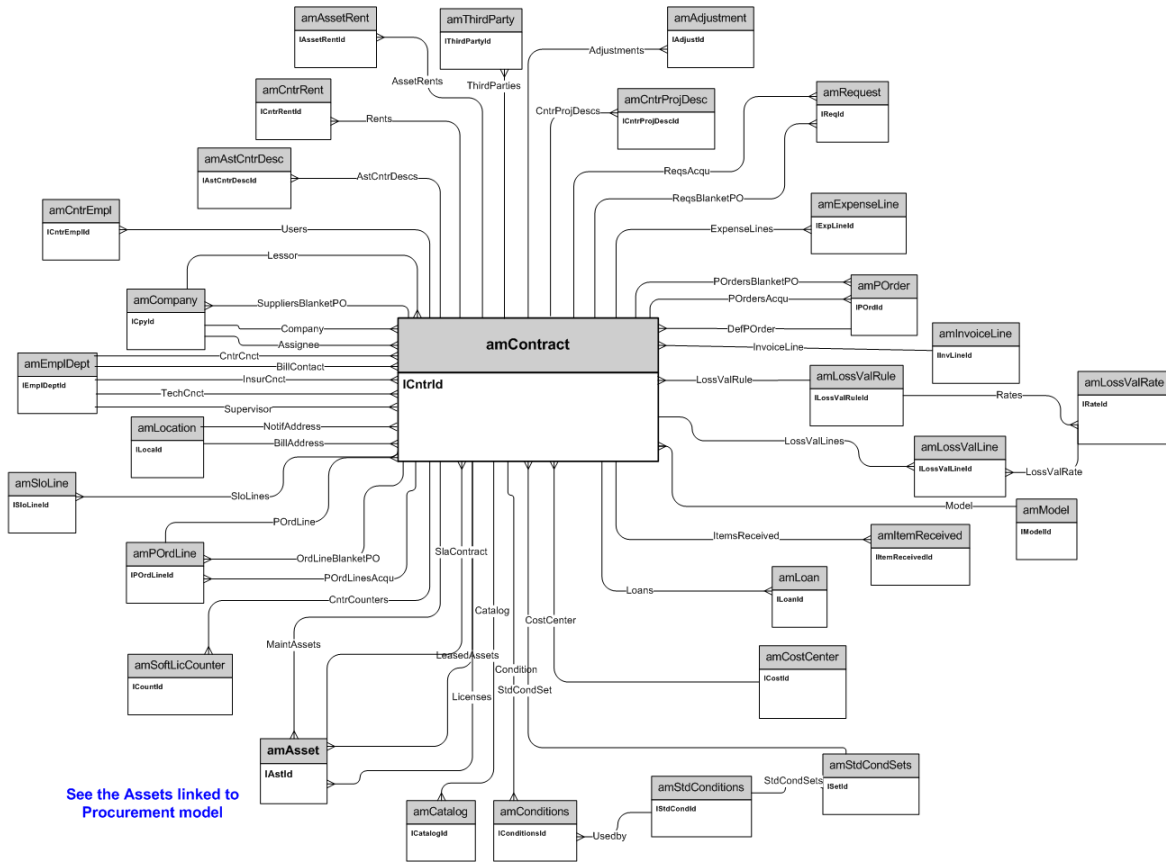 amAssetRent
lAssetRentId
amThirdParty
lThirdPartyId
amAdjustment
lAdjustId
Adjustments
AssetRents
ThirdParties
amCntrRent
lCntrRentId
Rents
amCntrProjDesc
lCntrProjDescId
CntrProjDescs
amRequest
lReqId
ReqsAcqu
ReqsBlanketPO
amAstCntrDesc
lAstCntrDescId
AstCntrDescs
amCntrEmpl
lCntrEmplId
Users
amExpenseLine
lExpLineId
ExpenseLines
Lessor
amCompany
lCpyId
SuppliersBlanketPO
Company
Assignee
POrdersBlanketPO
POrdersAcqu
DefPOrder
amPOrder
lPOrdId
amContract
lCntrId
InvoiceLine
amInvoiceLine
lInvLineId
amEmplDept
lEmplDeptId
CntrCnct
BillContact
InsurCnct
TechCnct
Supervisor
LossValRule
amLossValRule
lLossValRuleId
Rates
amLossValRate
lRateId
amLocation
lLocaId
NotifAddress
BillAddress
LossValLines
amLossValLine
lLossValLineId
LossValRate
amSloLine
lSloLineId
SloLines
Model
amModel
lModelId
POrdLine
amPOrdLine
lPOrdLineId
OrdLineBlanketPO
POrdLinesAcqu
SlaContract
ItemsReceived
amItemReceived
lItemReceivedId
CntrCounters
Catalog
Loans
amLoan
lLoanId
CostCenter
MaintAssets
LeasedAssets
Condition
StdCondSet
Licenses
amSoftLicCounter
lCountId
amCostCenter
lCostId
amAsset
lAstId
amStdCondSets
lSetId
StdCondSets
amStdConditions
lStdCondId
See the Assets linked to
Procurement model
amCatalog
lCatalogId
amConditions
lConditionsId
Usedby